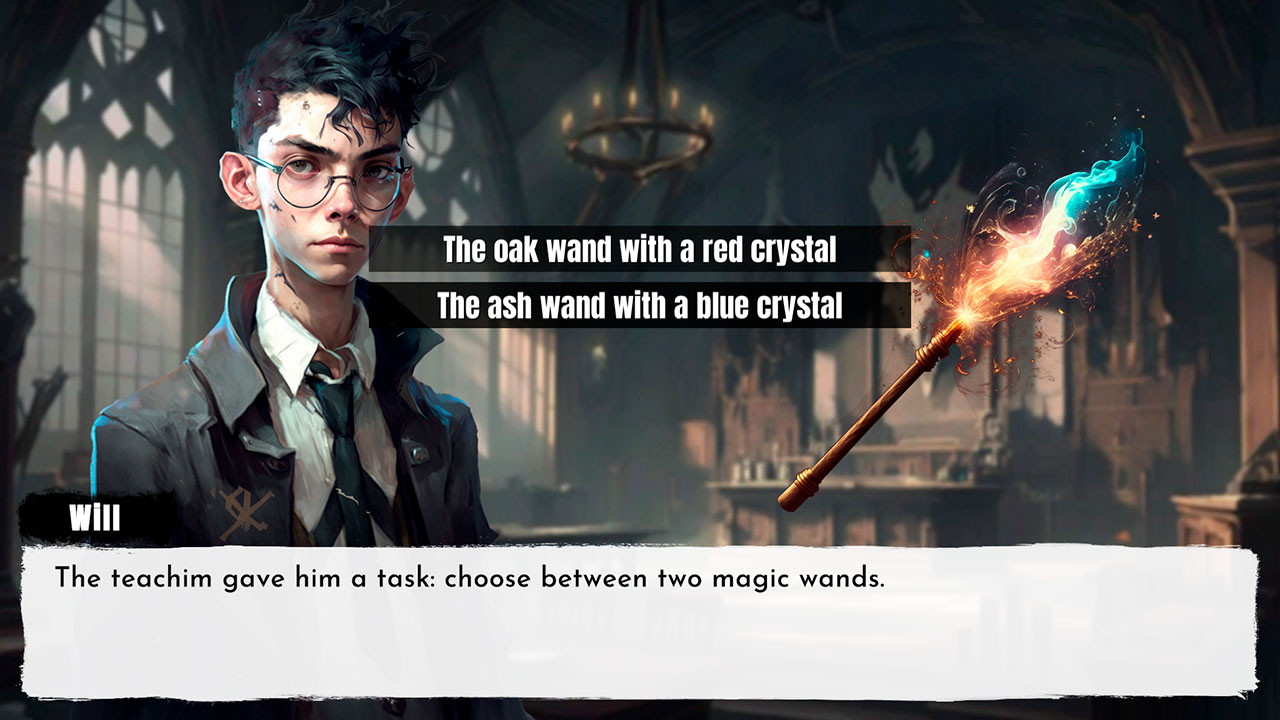 The oak wand with a red crystal
The ash wand with a blue crystal
Will
The teachim gave him a task: choose between two magic wands.